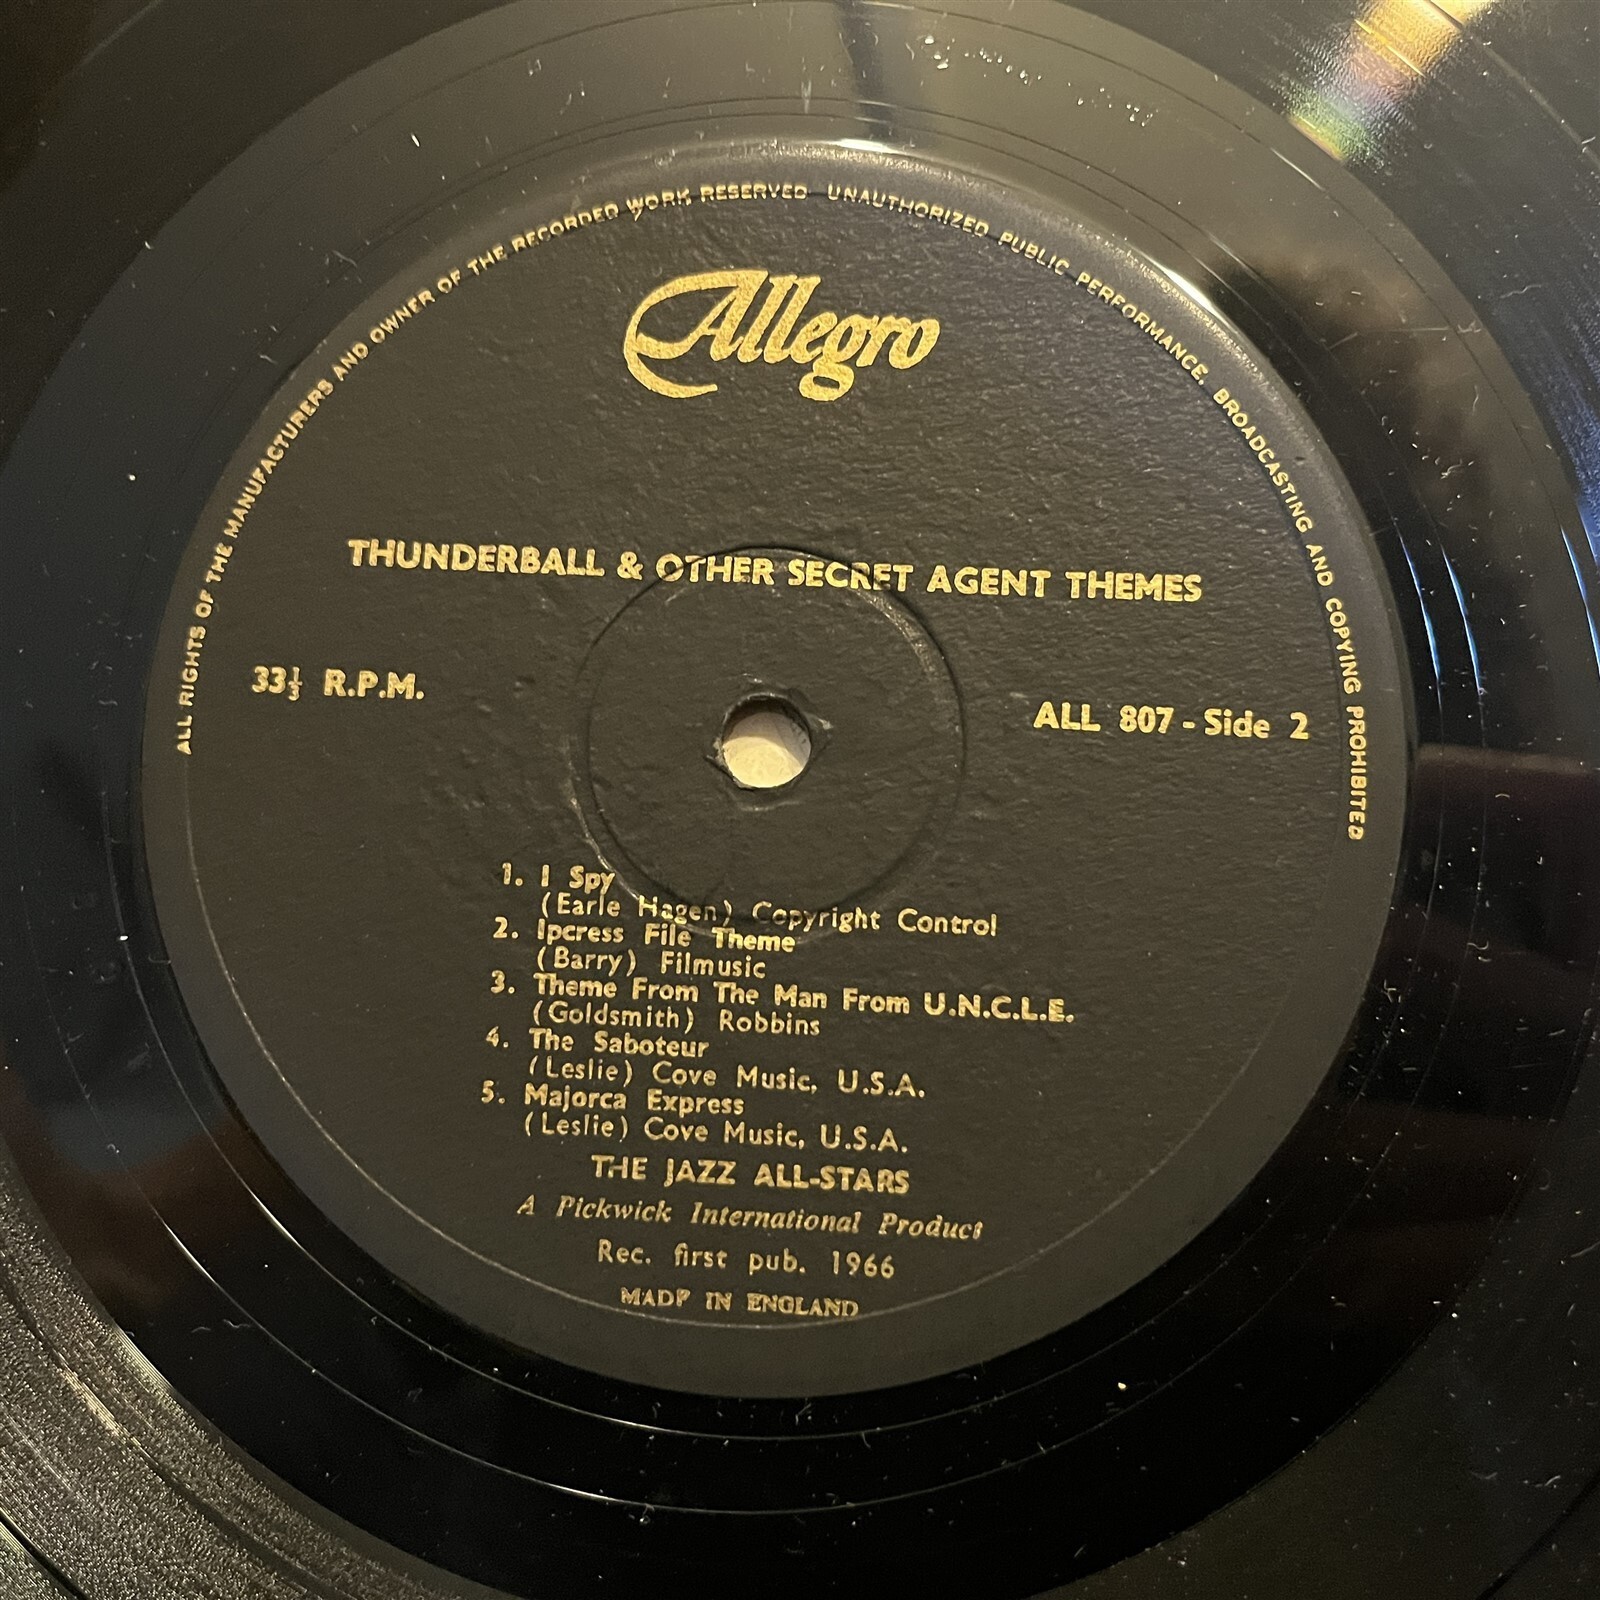 ALL RIGHTS OF THE MANUFACTURERS AND OWNER OF THE RECORDED WORK RESERVED UNAUTHORIZED PUBLIC PERFORMANCE, BROADCASTING AND COPYING PROHIBITED
Allegro
THUNDERBALL & OTHER SECRET AGENT THEMES
33⅓ R.P.M.
ALL 807 - Side 2
1. I Spy
(Earle Hagen) Copyright Control
2. Ipcress File Theme
(Barry) Filmusic
3. Theme From The Man From U.N.C.L.E.
(Goldsmith) Robbins
4. The Saboteur
(Leslie) Cove Music, U.S.A.
5. Majorca Express
(Leslie) Cove Music, U.S.A.
THE JAZZ ALL-STARS
A Pickwick International Product
Rec. first pub. 1966
MADE IN ENGLAND